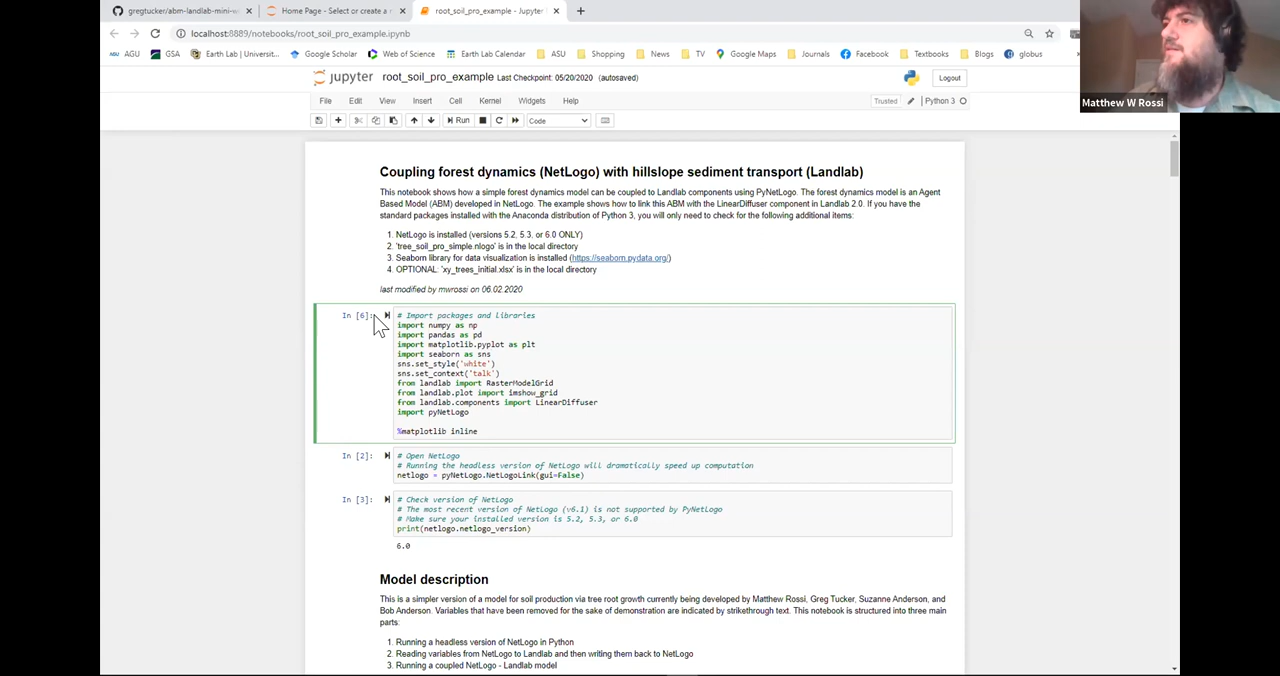 gregtucker/abm-landlab-mini-w
Home Page - Select or create a n
root_soil_pro_example - Jupyter
localhost:8889/notebooks/root_soil_pro_example.ipynb
AGU GSA Earth Lab | Universit... Google Scholar Web of Science Earth Lab Calendar ASU Shopping News TV Google Maps Journals Facebook Textbooks Blogs globus
Matthew W Rossi
jupyter root_soil_pro_example Last Checkpoint: 05/20/2020 (autosaved) Logout
File Edit View Insert Cell Kernel Widgets Help Trusted Python 3
Run Code
Coupling forest dynamics (NetLogo) with hillslope sediment transport (Landlab)
This notebook shows how a simple forest dynamics model can be coupled to Landlab components using PyNetLogo. The forest dynamics model is an Agent
Based Model (ABM) developed in NetLogo. The example shows how to link this ABM with the LinearDiffuser component in Landlab 2.0. If you have the
standard packages installed with the Anaconda distribution of Python 3, you will only need to check for the following additional items:
1. NetLogo is installed (versions 5.2, 5.3. or 6.0 ONLY)
2. 'tree_soil_pro_simple.nlogo' is in the local directory
3. Seaborn library for data visualization is installed (https://seaborn.pydata.org/)
4. OPTIONAL: 'xy_trees_initial.xlsx' is in the local directory
last modified by mwrossi on 06.02.2020
In [6]: # Import packages and libraries
import numpy as np
import pandas as pd
import matplotlib.pyplot as plt
import seaborn as sns
sns.set_style('white')
sns.set_context('talk')
from landlab import RasterModelGrid
from landlab.plot import imshow_grid
from landlab.components import LinearDiffuser
import pyNetLogo
%matplotlib inline
In [2]: # Open NetLogo
# Running the headless version of NetLogo will dramatically speed up computation
netlogo = pyNetLogo.NetLogoLink(gui=False)
In [3]: # Check version of NetLogo
# The most recent version of NetLogo (v6.1) is not supported by PyNetLogo
# Make sure your installed version is 5.2, 5.3, or 6.0
print(netlogo.netlogo_version)
6.0
Model description
This is a simpler version of a model for soil production via tree root growth currently being developed by Matthew Rossi, Greg Tucker, Suzanne Anderson, and
Bob Anderson. Variables that have been removed for the sake of demonstration are indicated by strikethrough text. This notebook is structured into three main
parts:
1. Running a headless version of NetLogo in Python
2. Reading variables from NetLogo to Landlab and then writing them back to NetLogo
3. Running a coupled NetLogo - Landlab model